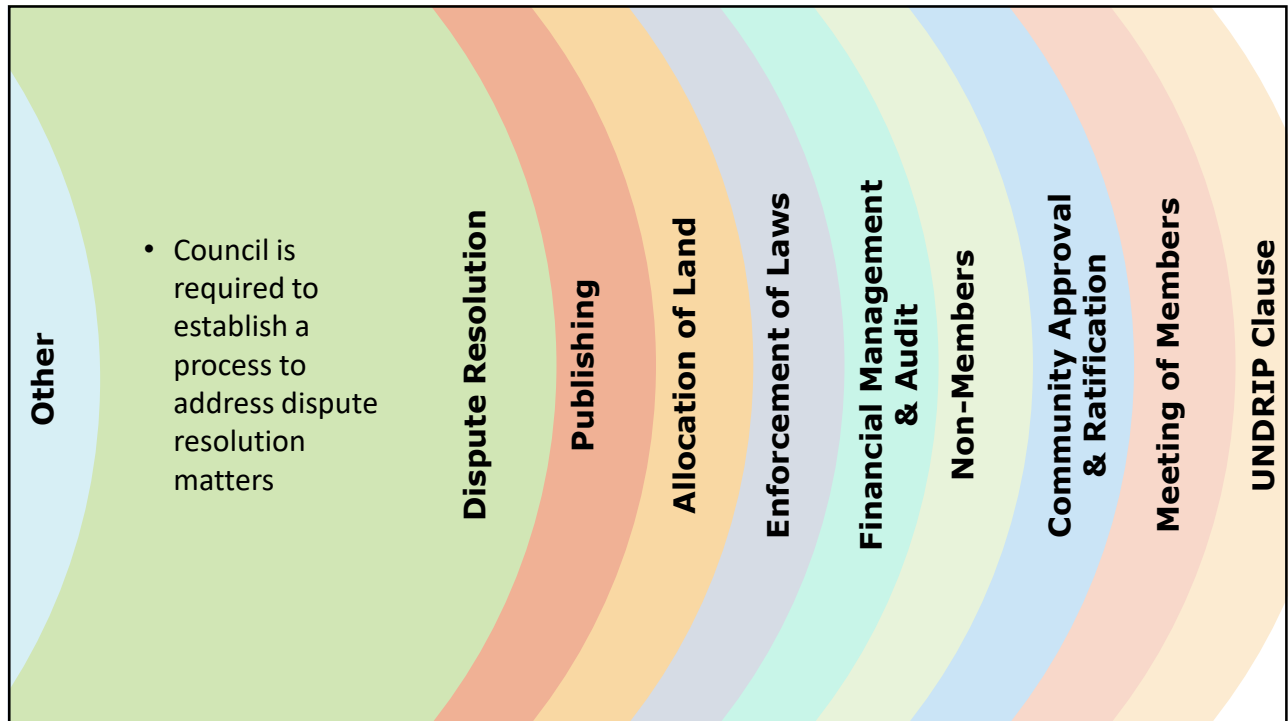 Other
• Council is
required to
establish a
process to
address dispute
resolution
matters
Dispute Resolution
Publishing
Allocation of Land
Enforcement of Laws
Financial Management
& Audit
Non-Members
Community Approval
& Ratification
Meeting of Members
UNDRIP Clause